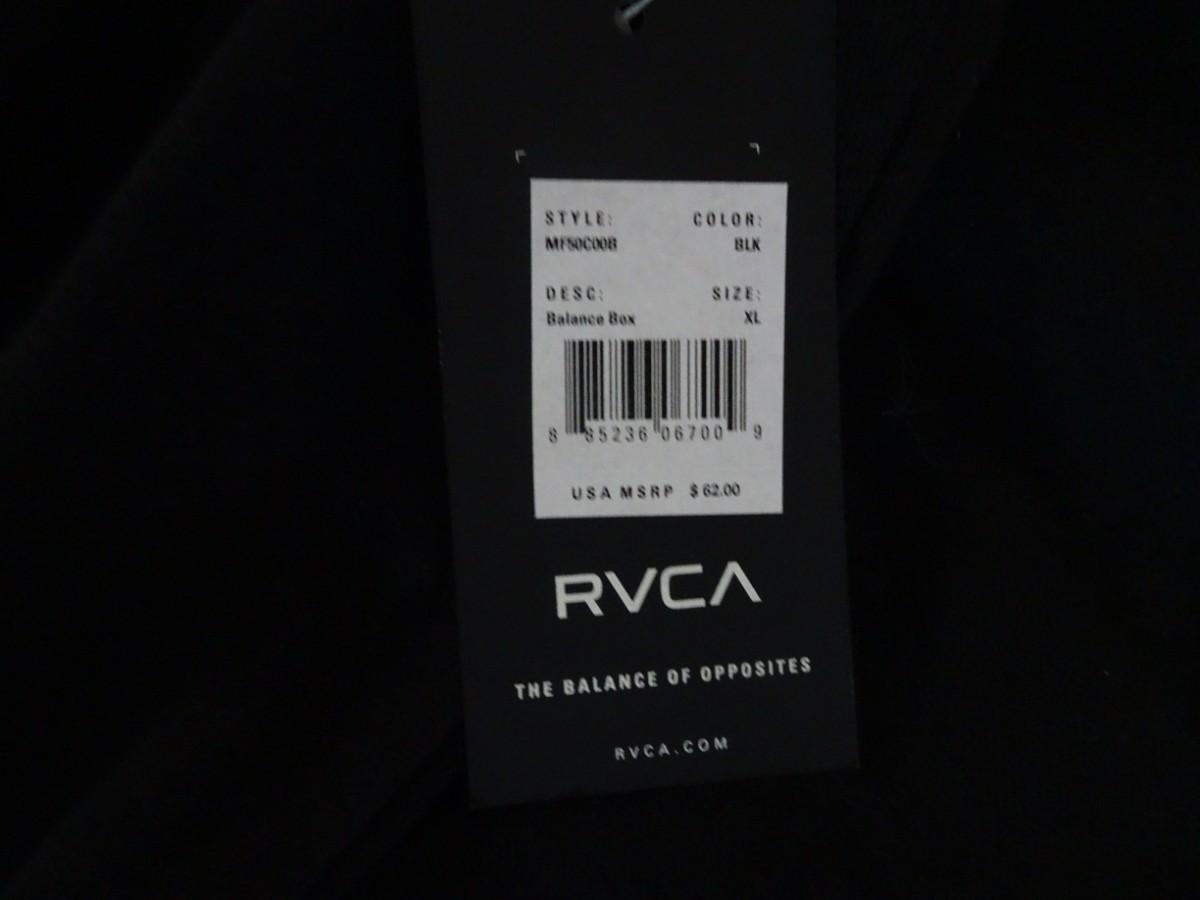 STYLE: COLOR:
MF50C00B BLK
DESC: SIZE:
Balance Box XL
8 85236 06700 9
USA MSRP $ 62.00
RVCA
THE BALANCE OF OPPOSITES
RVCA.COM